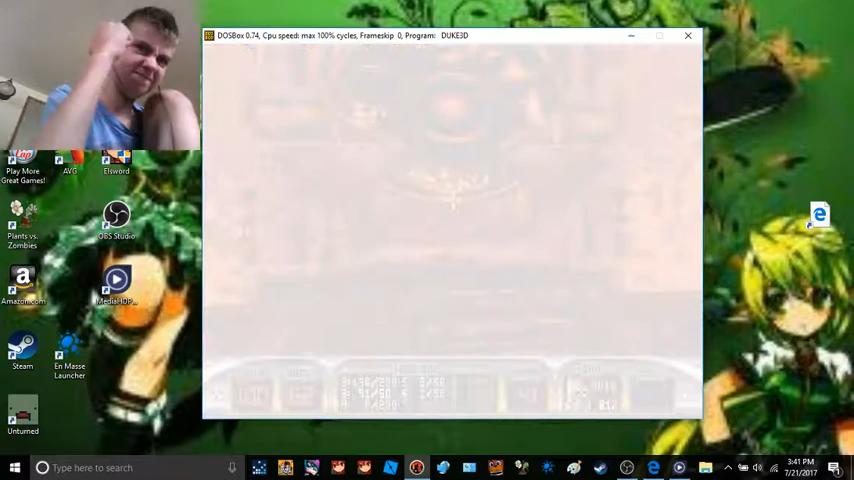 DOSBox 0.74, Cpu speed: max 100% cycles, Frameskip 0, Program: DUKE3D
Play More
Great Games!
AVG
Elsword
Plants vs.
Zombies
OBS Studio
Amazon.com
MediaHDP...
Steam
En Masse
Launcher
Unturned
Type here to search
3:41 PM
7/21/2017